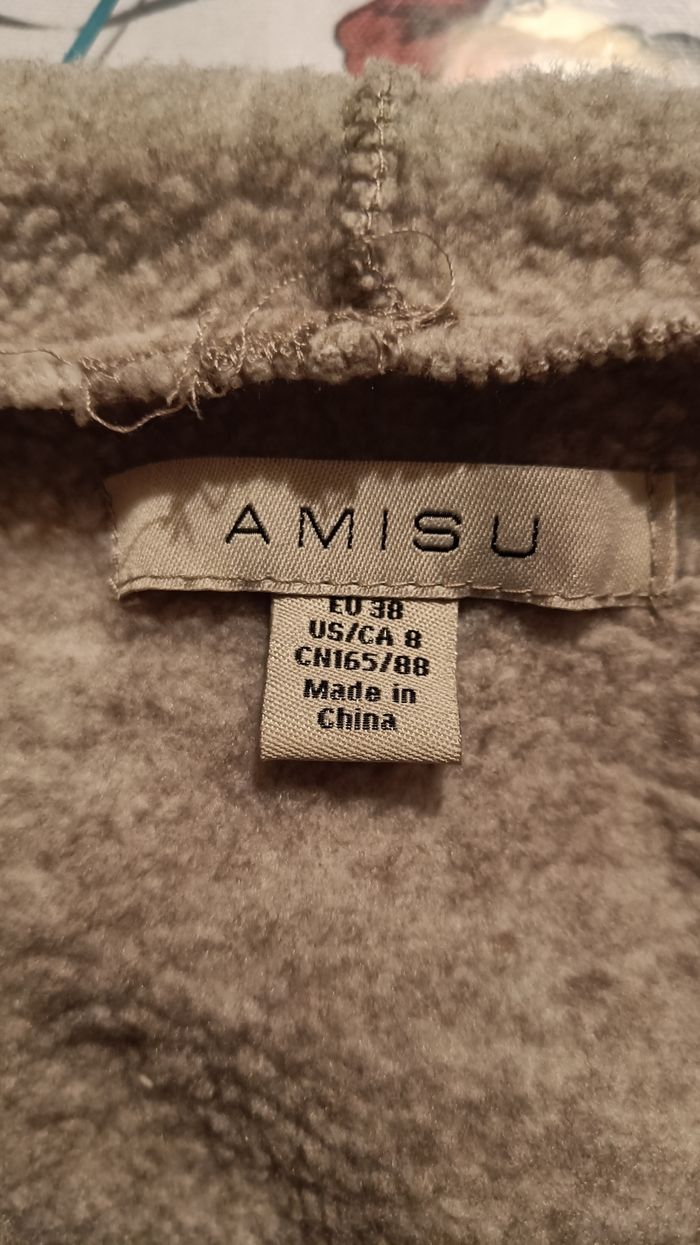 AMISU
EU 38
US/CA 8
CN165/88
Made in
China